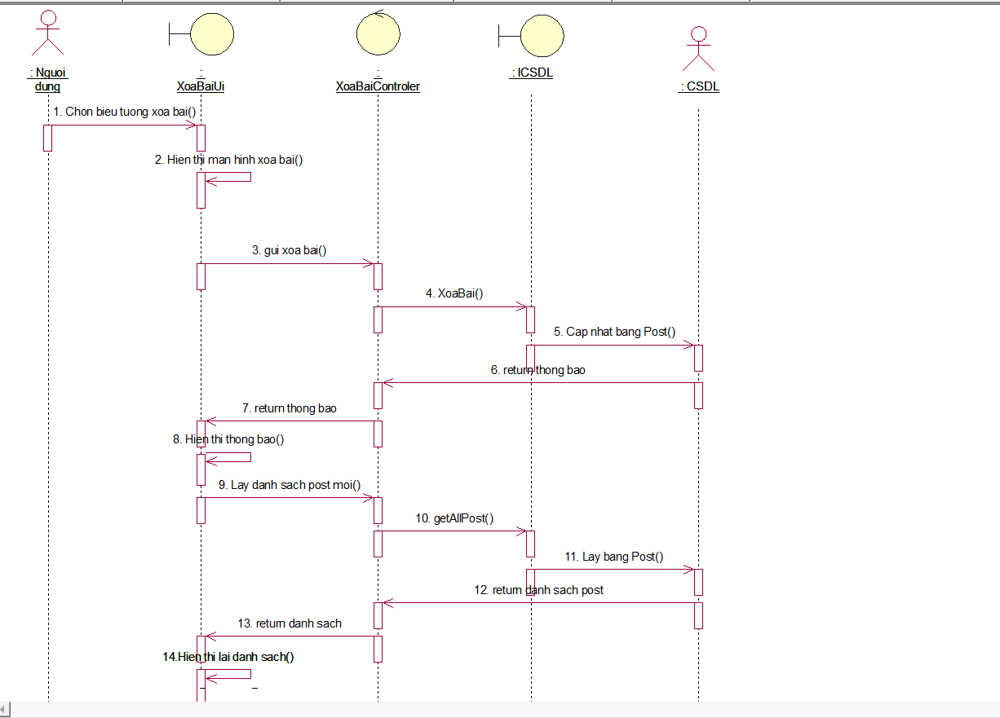 : Nguoi
dung
:
XoaBaiUi
:
XoaBaiControler
: ICSDL
: CSDL
1. Chon bieu tuong xoa bai()
2. Hien thi man hinh xoa bai()
3. gui xoa bai()
4. XoaBai()
5. Cap nhat bang Post()
6. return thong bao
7. return thong bao
8. Hien thi thong bao()
9. Lay danh sach post moi()
10. getAllPost()
11. Lay bang Post()
12. return danh sach post
13. return danh sach
14.Hien thi lai danh sach()